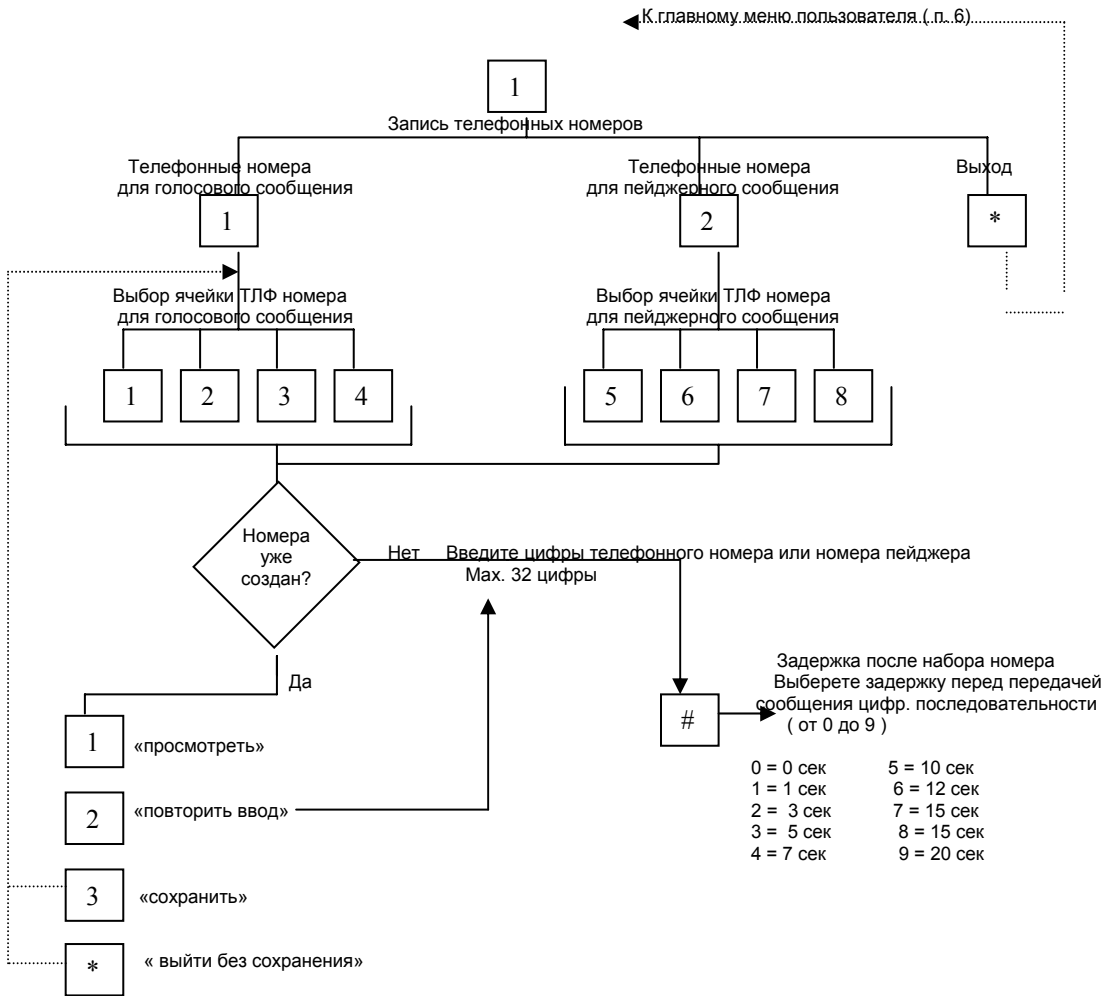 К главному меню пользователя ( п. 6)
1
Запись телефонных номеров
Телефонные номера
для голосового сообщения
1
Телефонные номера
для пейджерного сообщения
2
Выход
*
Выбор ячейки ТЛФ номера
для голосового сообщения
Выбор ячейки ТЛФ номера
для пейджерного сообщения
1 2 3 4
5 6 7 8
Номера
уже
создан?
Нет Введите цифры телефонного номера или номера пейджера
Мах. 32 цифры
Да
#
Задержка после набора номера
Выберете задержку перед передачей
сообщения цифр. последовательности
( от 0 до 9 )
0 = 0 сек 5 = 10 сек
1 = 1 сек 6 = 12 сек
2 = 3 сек 7 = 15 сек
3 = 5 сек 8 = 15 сек
4 = 7 сек 9 = 20 сек
1 «просмотреть»
2 «повторить ввод»
3 «сохранить»
* « выйти без сохранения»